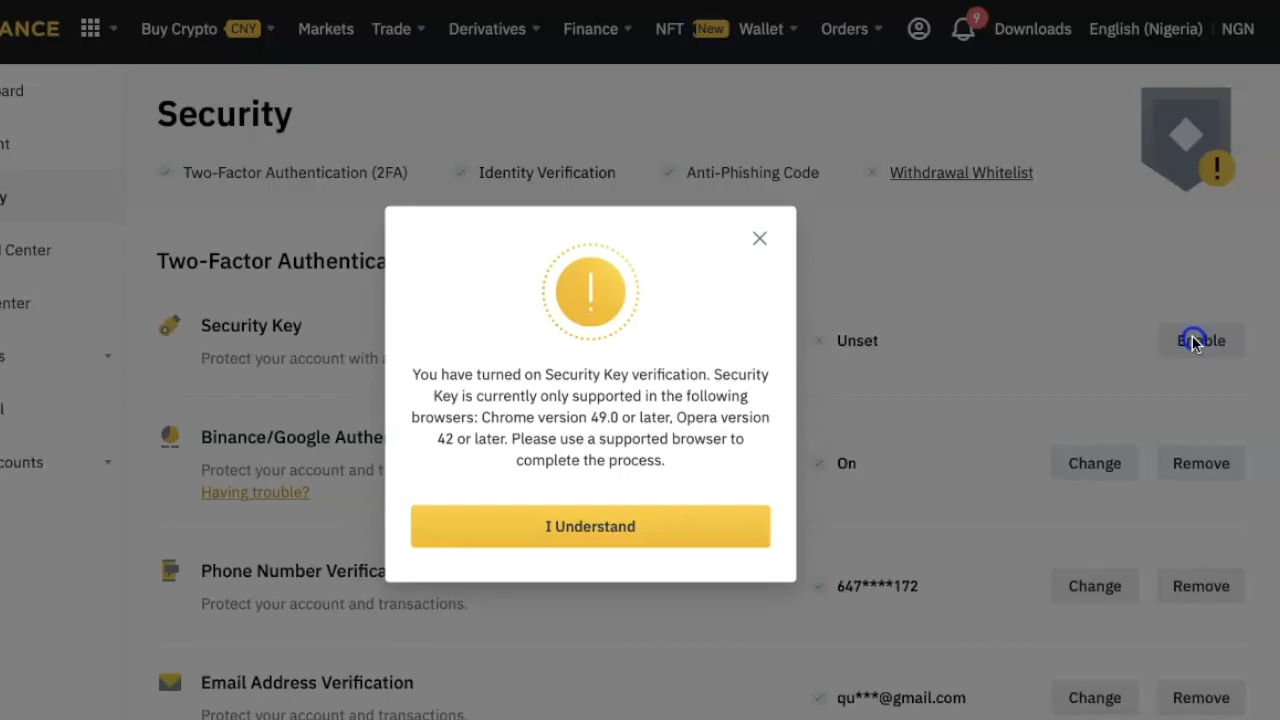 ANCE Buy Crypto CNY Markets Trade Derivatives Finance NFT New Wallet Orders 9 Downloads English (Nigeria) NGN
ard
nt
y
Center
enter
s
l
counts
Security
Two-Factor Authentication (2FA) Identity Verification Anti-Phishing Code Withdrawal Whitelist
Two-Factor Authentica
Security Key
Protect your account with
Unset Enable
You have turned on Security Key verification. Security
Key is currently only supported in the following
browsers: Chrome version 49.0 or later, Opera version
42 or later. Please use a supported browser to
complete the process.
I Understand
Binance/Google Authe
Protect your account and t
Having trouble?
On Change Remove
Phone Number Verifica
Protect your account and transactions.
647****172 Change Remove
Email Address Verification
Protect your account and transactions.
qu***@gmail.com Change Remove